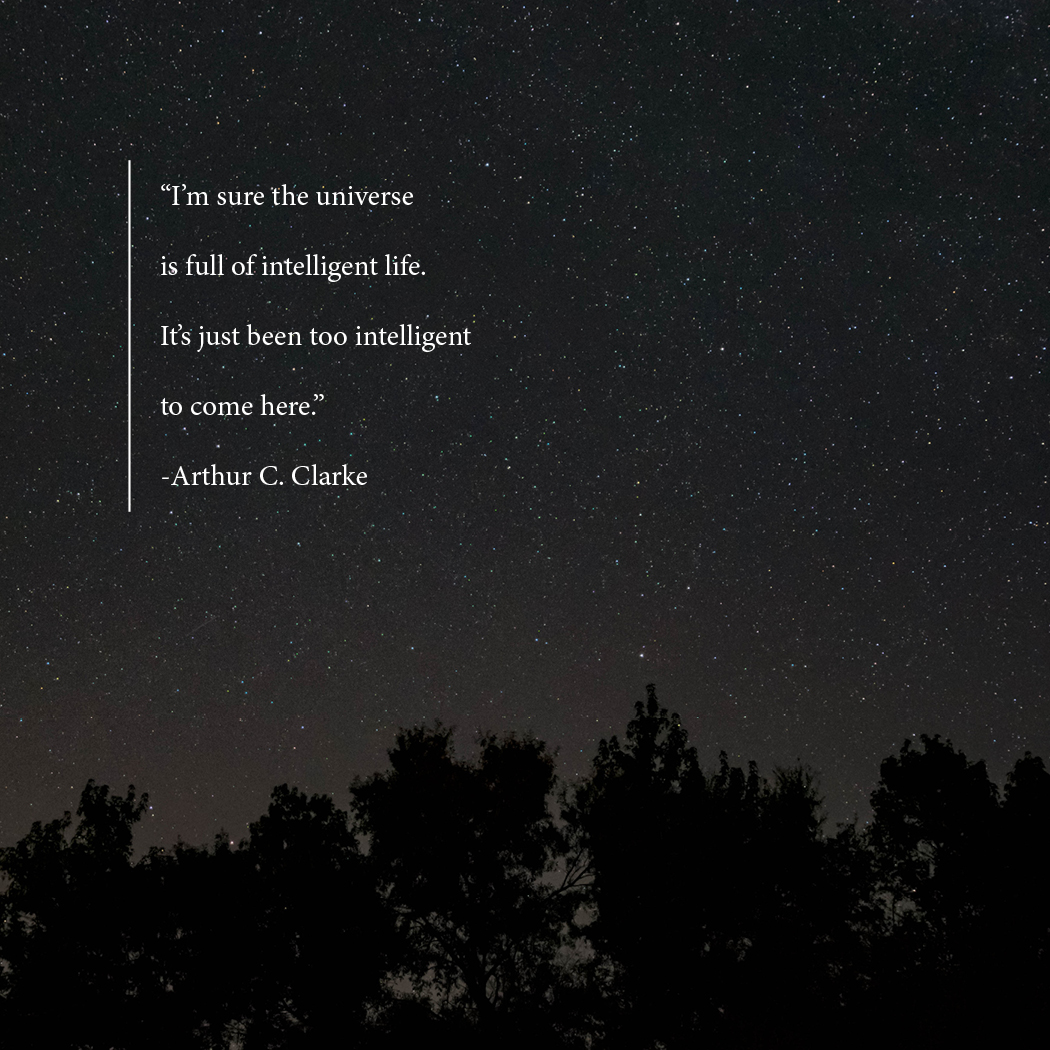 “I’m sure the universe
is full of intelligent life.
It’s just been too intelligent
to come here.”
-Arthur C. Clarke